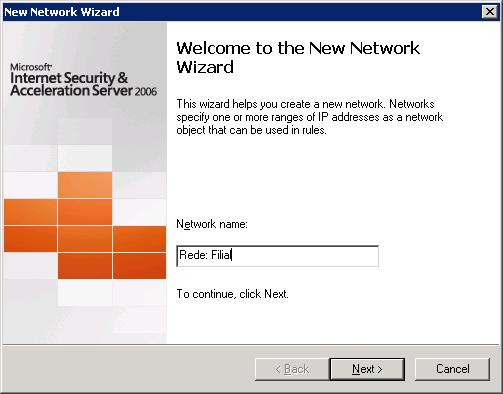 New Network Wizard
Microsoft®
Internet Security &
Acceleration Server 2006
Welcome to the New Network
Wizard
This wizard helps you create a new network. Networks
specify one or more ranges of IP addresses as a network
object that can be used in rules.
Network name:
Rede: Filial
To continue, click Next.
< Back
Next >
Cancel